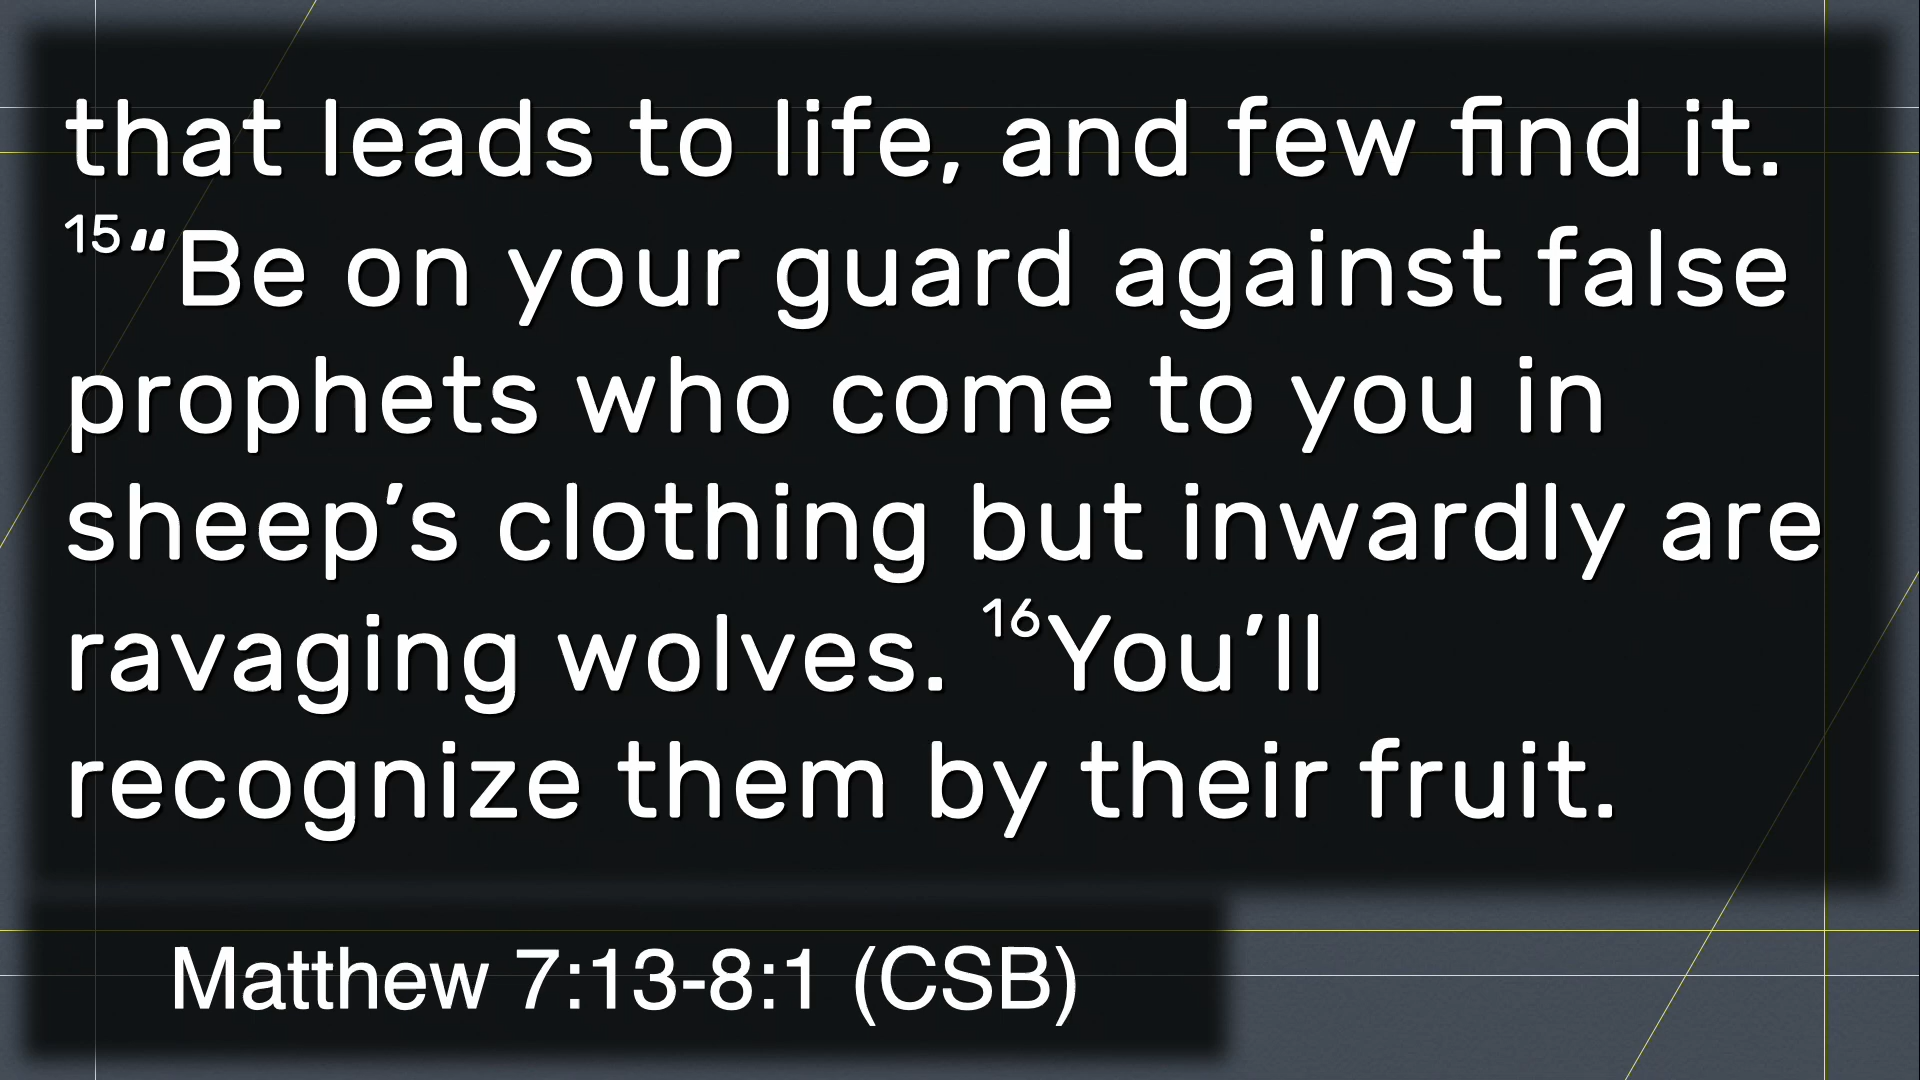 that leads to life, and few find it.
¹⁵“Be on your guard against false
prophets who come to you in
sheep’s clothing but inwardly are
ravaging wolves. ¹⁶You’ll
recognize them by their fruit.
Matthew 7:13-8:1 (CSB)